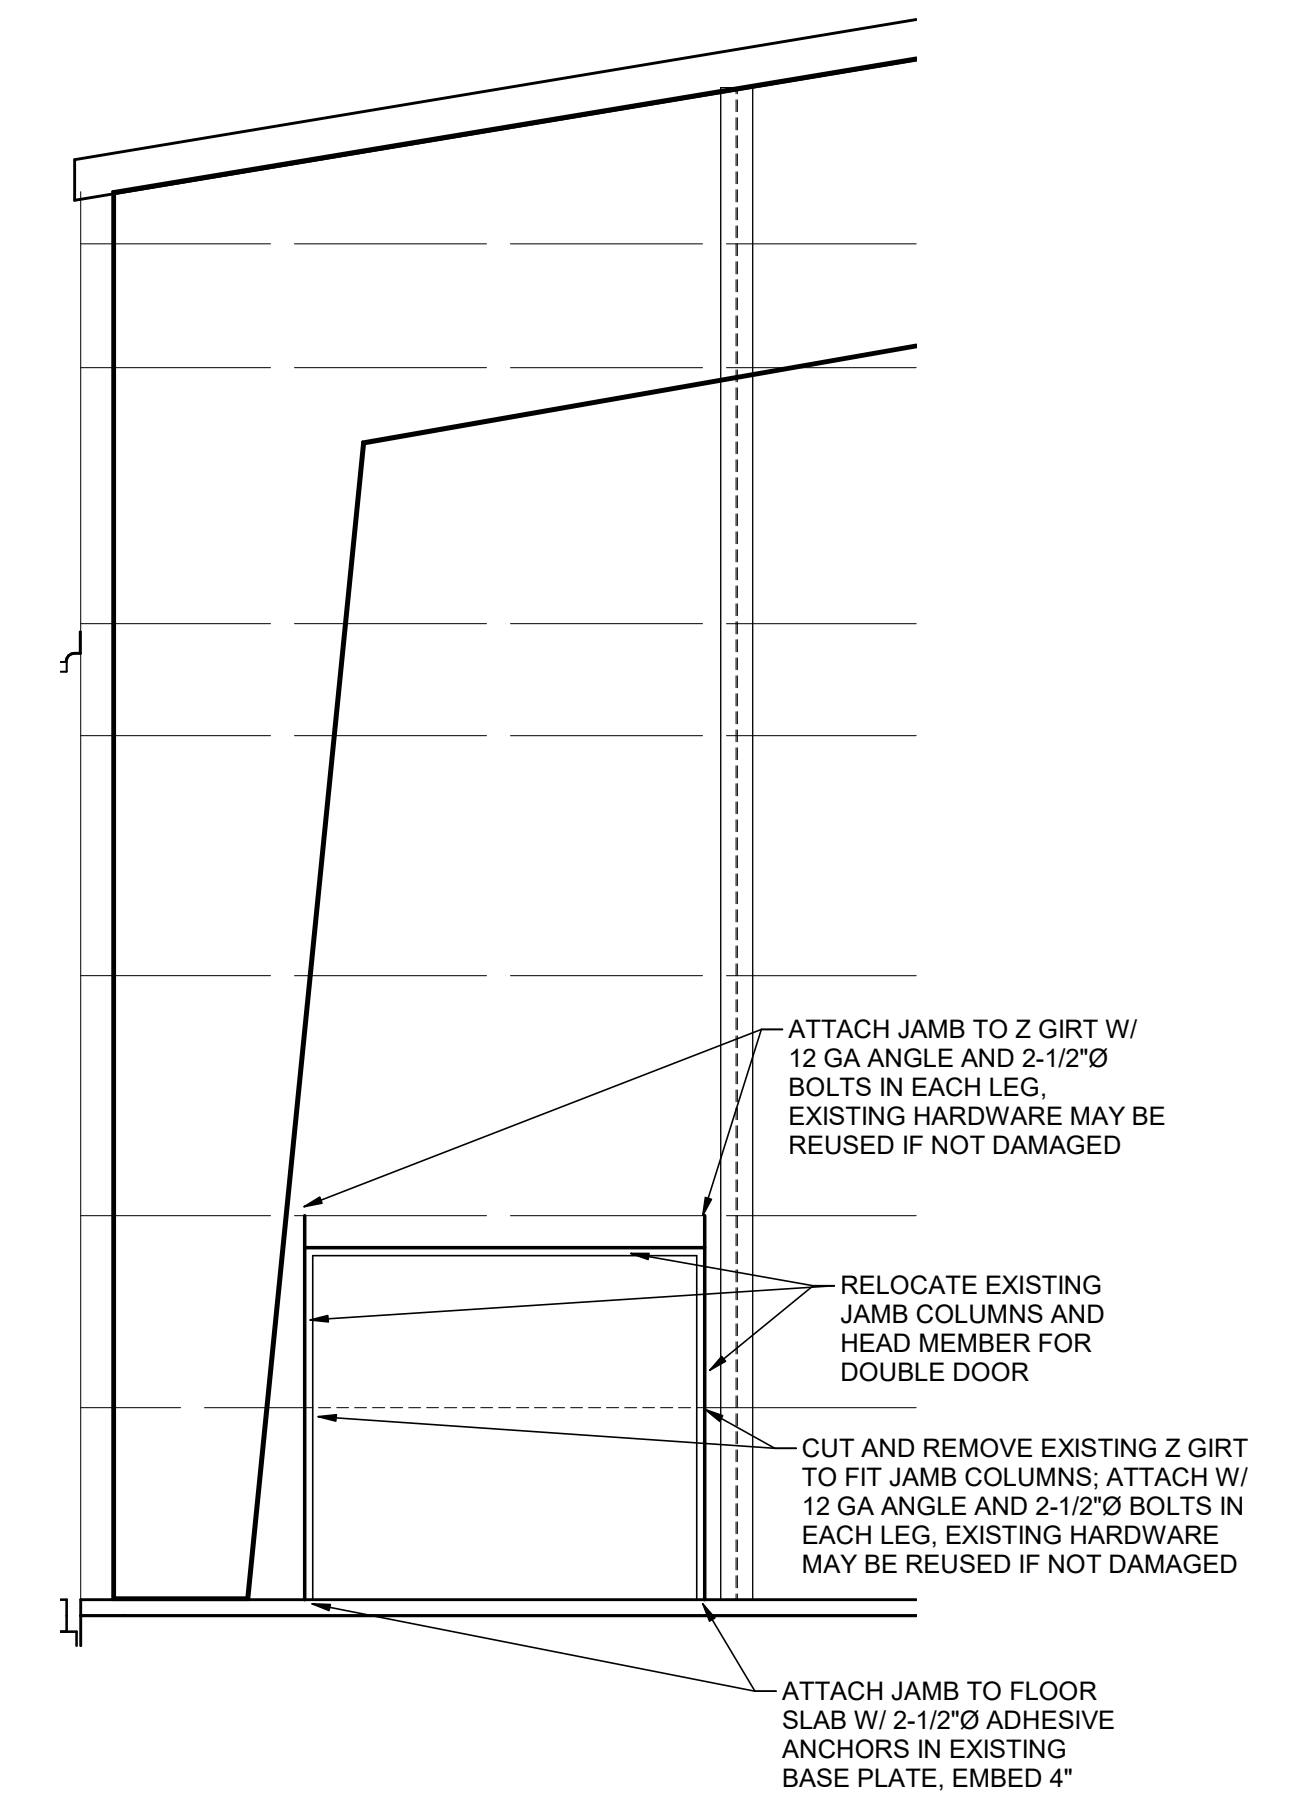 ATTACH JAMB TO Z GIRT W/
12 GA ANGLE AND 2-1/2"Ø
BOLTS IN EACH LEG,
EXISTING HARDWARE MAY BE
REUSED IF NOT DAMAGED
RELOCATE EXISTING
JAMB COLUMNS AND
HEAD MEMBER FOR
DOUBLE DOOR
CUT AND REMOVE EXISTING Z GIRT
TO FIT JAMB COLUMNS; ATTACH W/
12 GA ANGLE AND 2-1/2"Ø BOLTS IN
EACH LEG, EXISTING HARDWARE
MAY BE REUSED IF NOT DAMAGED
ATTACH JAMB TO FLOOR
SLAB W/ 2-1/2"Ø ADHESIVE
ANCHORS IN EXISTING
BASE PLATE, EMBED 4"